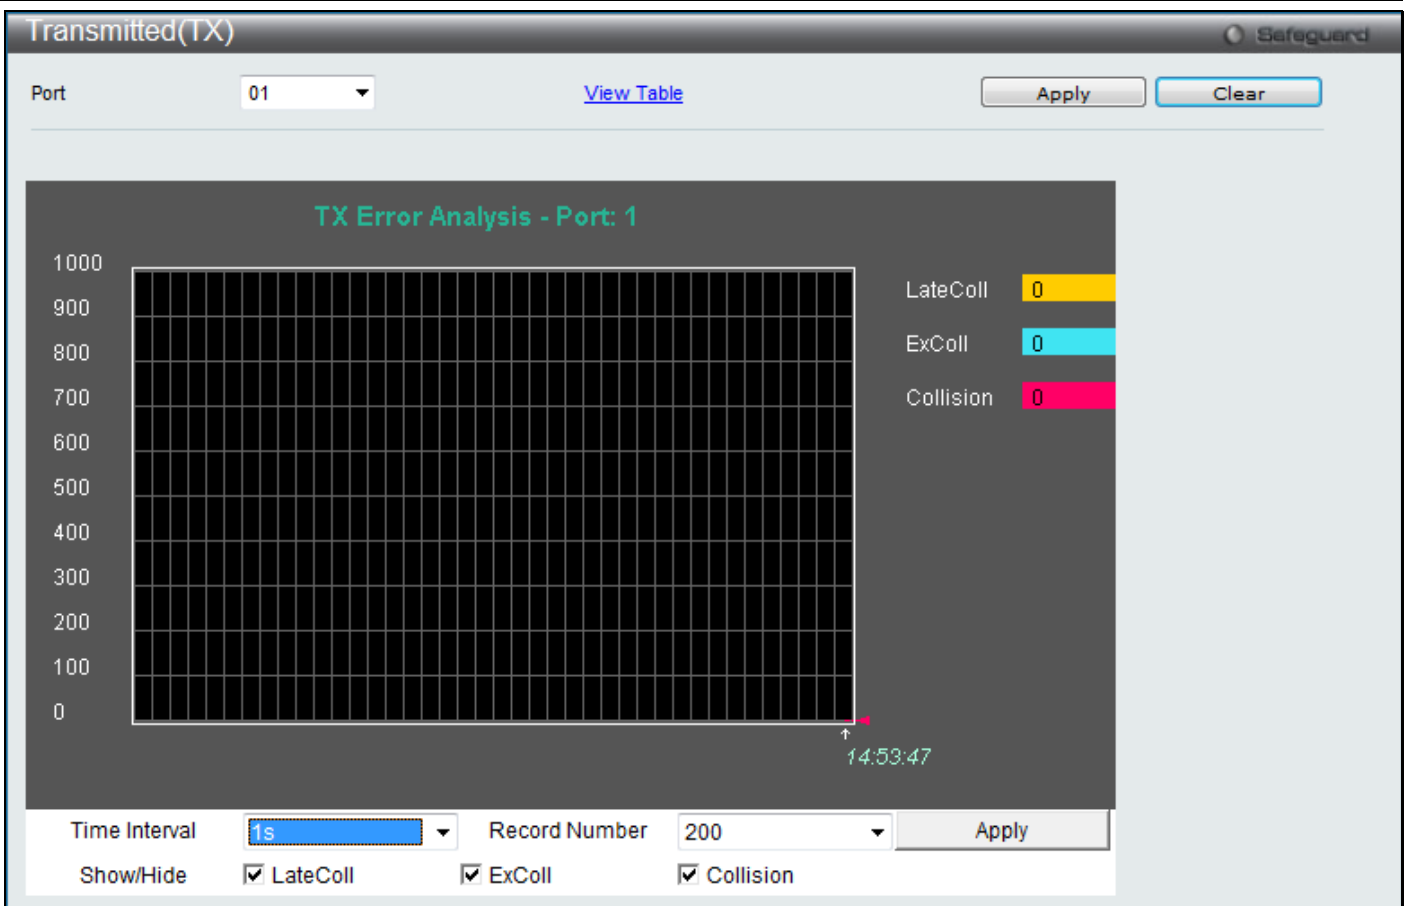 Transmitted(TX)
Safeguard
Port 01 View Table Apply Clear
TX Error Analysis - Port: 1
1000
900
800
700
600
500
400
300
200
100
0
LateColl 0
ExColl 0
Collision 0
14:53:47
Time Interval 1s Record Number 200 Apply
Show/Hide LateColl ExColl Collision